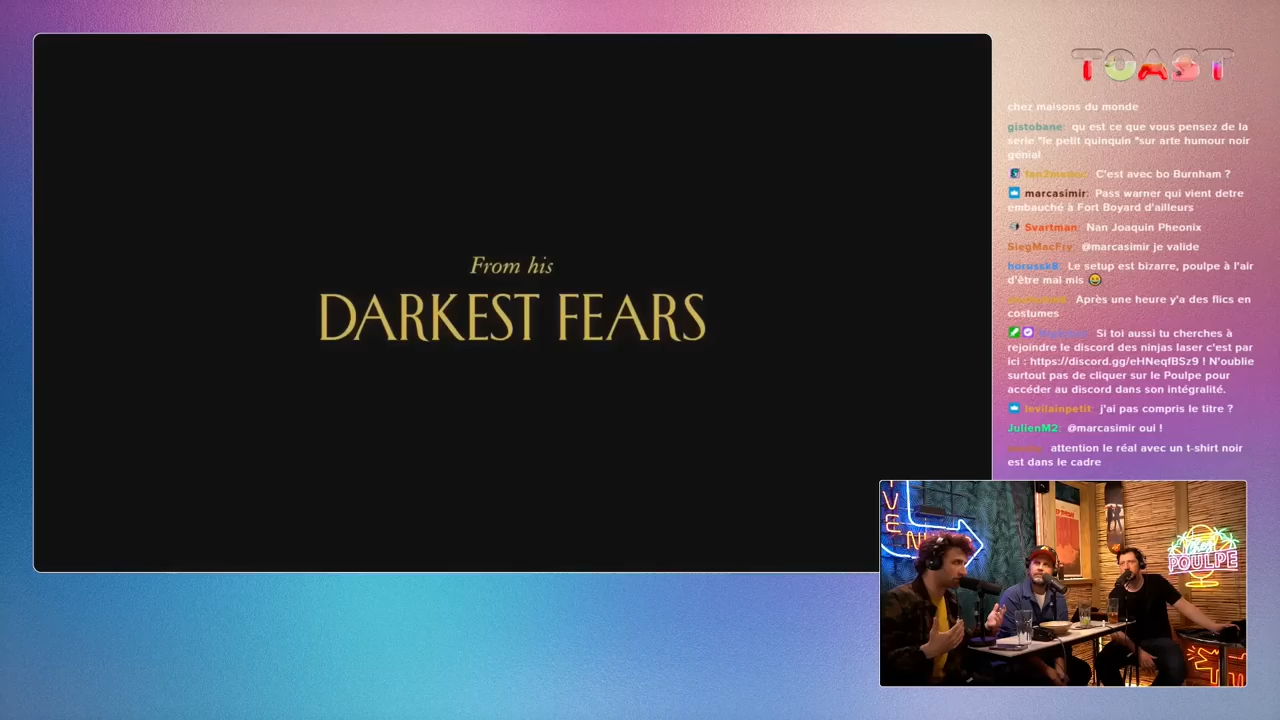 From his
DARKEST FEARS
TOAST
chez maisons du monde
gistobane: qu est ce que vous pensez de la
serie "le petit quinquin "sur arte humour noir
génial
C'est avec bo Burnham ?
marcasimir: Pass warner qui vient detre
embauché à Fort Boyard d'ailleurs
Svartman: Nan Joaquin Pheonix
SiegMacFly: @marcasimir je valide
horussk8: Le setup est bizarre, poulpe à l'air
d'être mal mis
Après une heure y'a des flics en
costumes
Si toi aussi tu cherches à
rejoindre le discord des ninjas laser c'est par
ici : https://discord.gg/eHNeqfBSz9 ! N'oublie
surtout pas de cliquer sur le Poulpe pour
accéder au discord dans son intégralité.
levilainpetit: j'ai pas compris le titre ?
JulienM2: @marcasimir oui !
attention le réal avec un t-shirt noir
est dans le cadre
POULPE